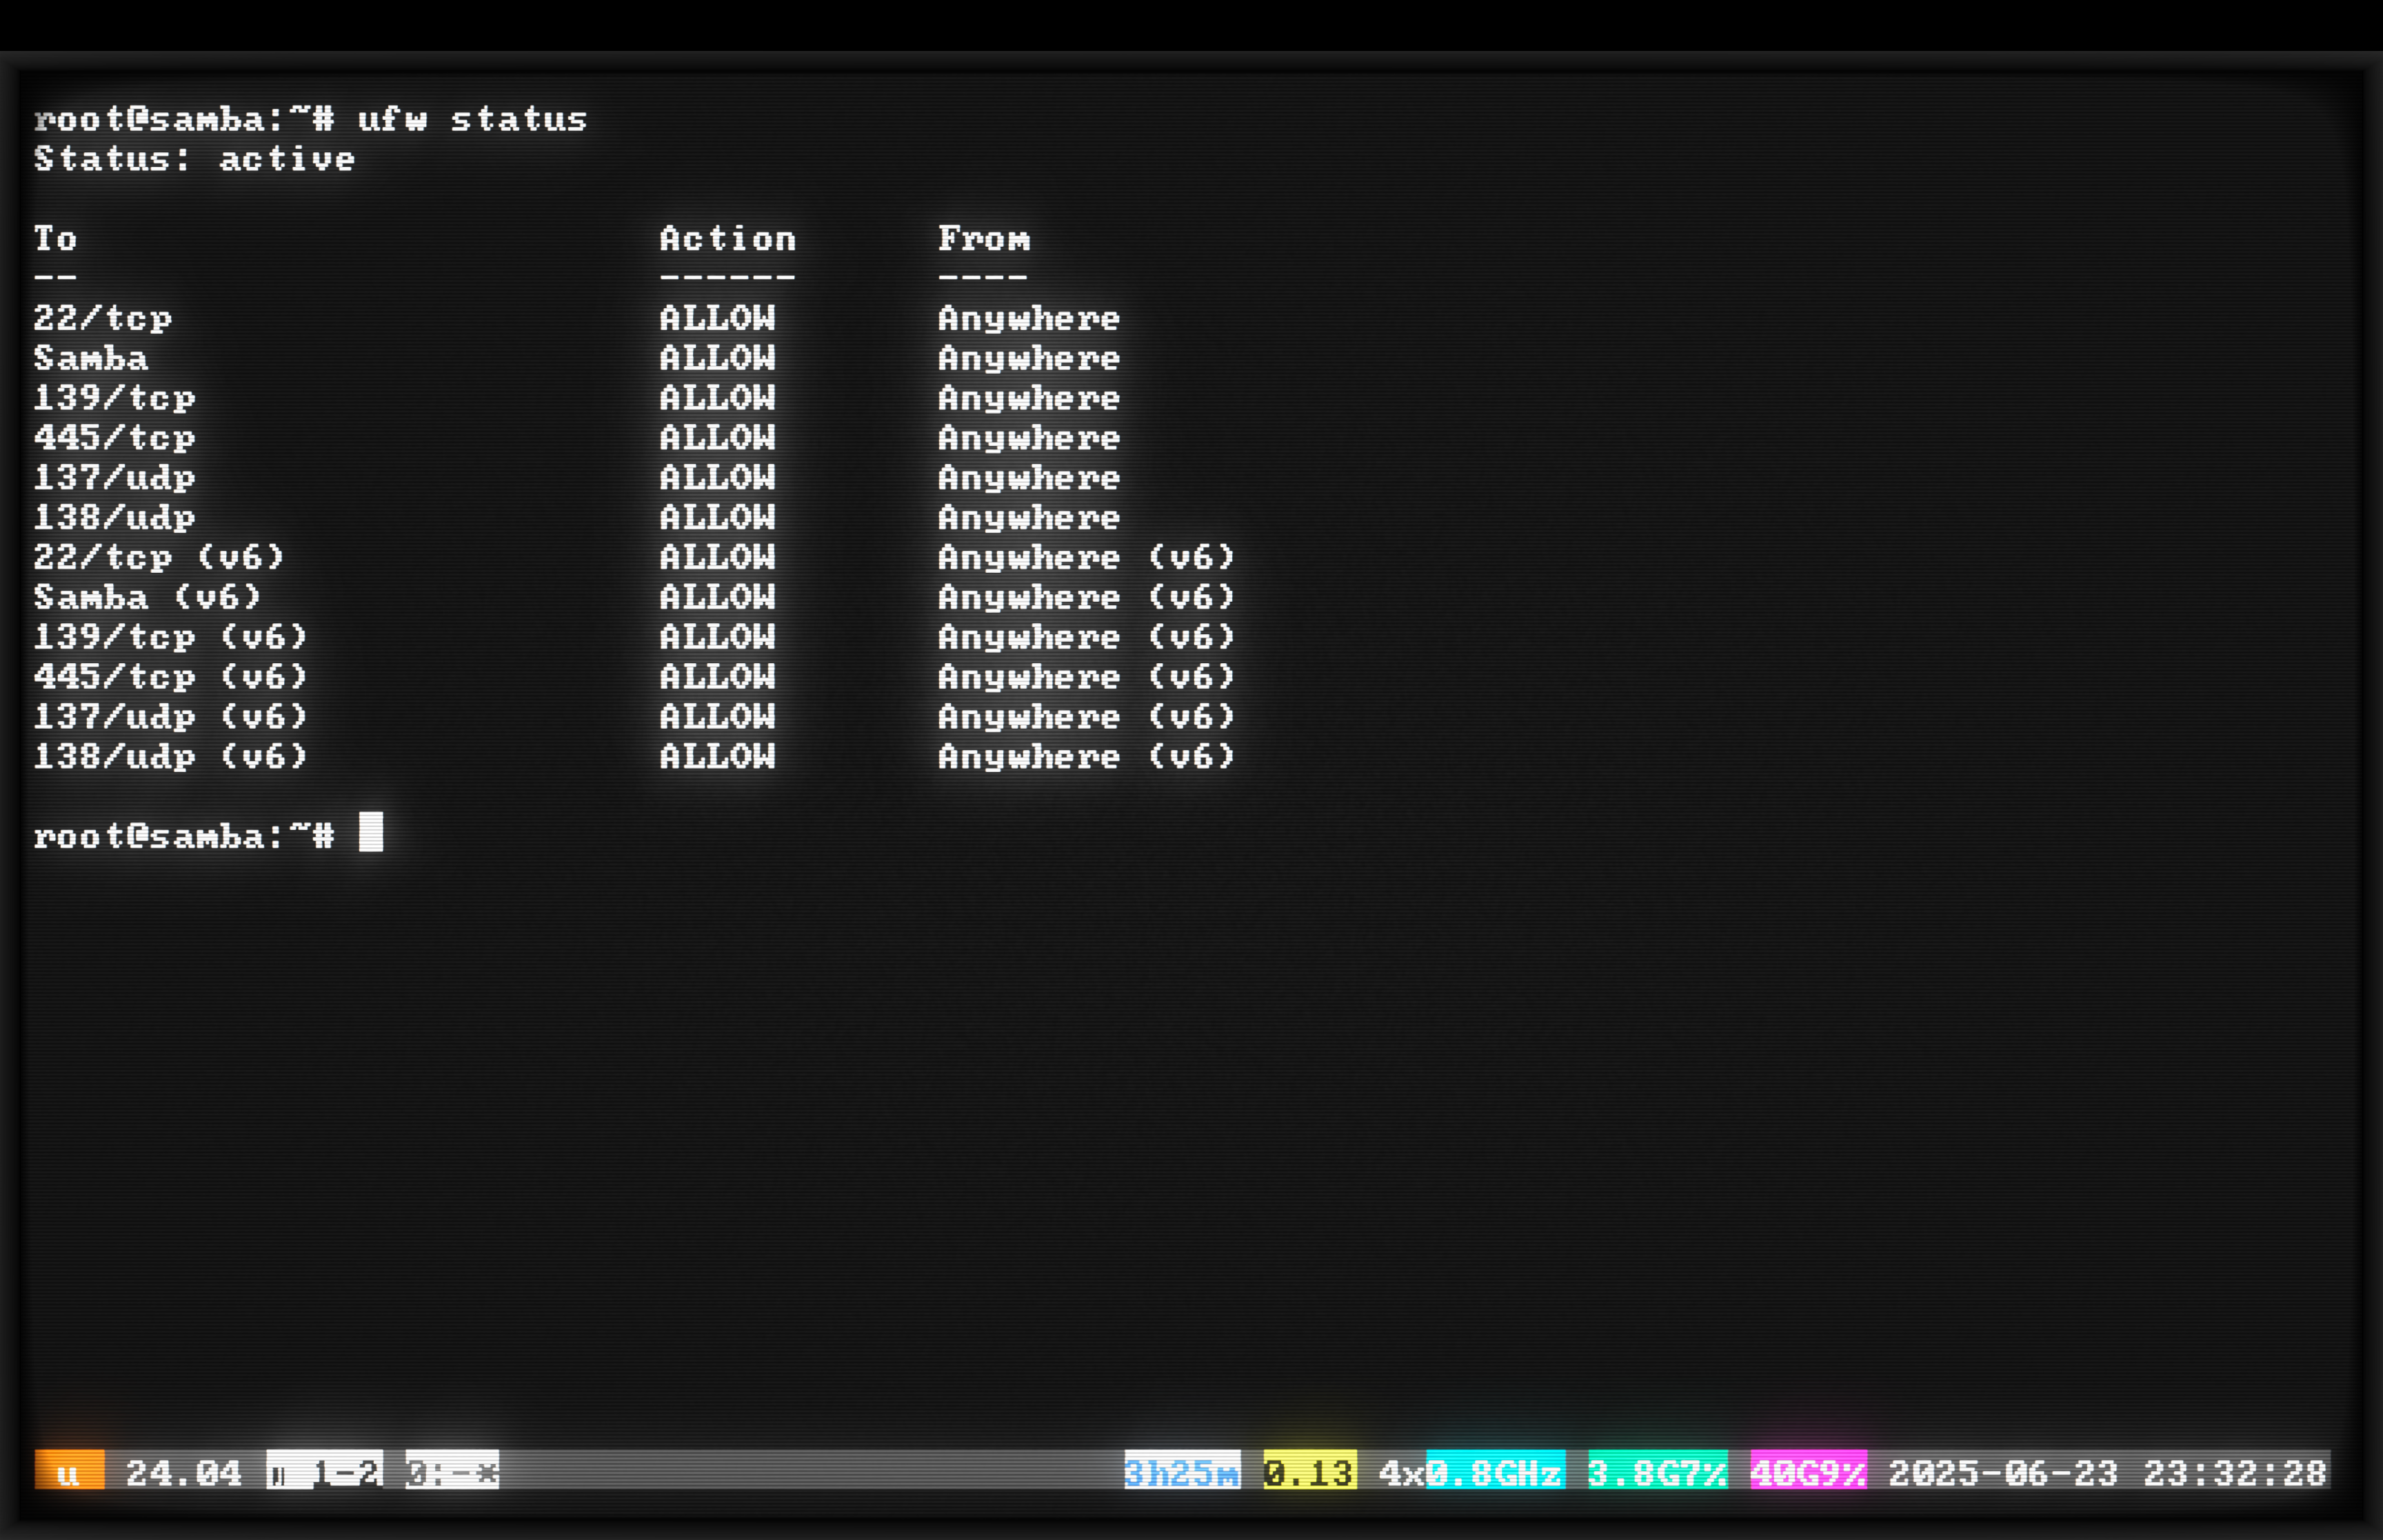 root@samba:~# ufw status
Status: active
To Action From
-- ------ ----
22/tcp ALLOW Anywhere
Samba ALLOW Anywhere
139/tcp ALLOW Anywhere
445/tcp ALLOW Anywhere
137/udp ALLOW Anywhere
138/udp ALLOW Anywhere
22/tcp (v6) ALLOW Anywhere (v6)
Samba (v6) ALLOW Anywhere (v6)
139/tcp (v6) ALLOW Anywhere (v6)
445/tcp (v6) ALLOW Anywhere (v6)
137/udp (v6) ALLOW Anywhere (v6)
138/udp (v6) ALLOW Anywhere (v6)
root@samba:~#
u 24.04 1-2 0:-* 3h25m 0.13 4x0.8GHz 3.8G7% 40G9% 2025-06-23 23:32:28